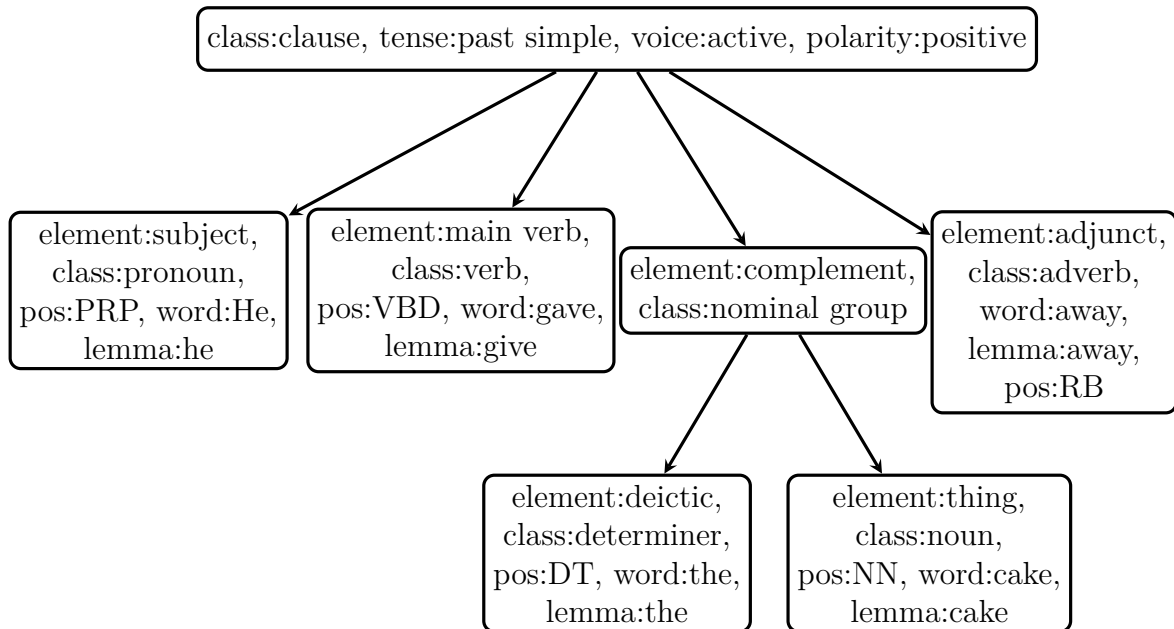 class:clause, tense:past simple, voice:active, polarity:positive
element:subject,
class:pronoun,
pos:PRP, word:He,
lemma:he
element:main verb,
class:verb,
pos:VBD, word:gave,
lemma:give
element:complement,
class:nominal group
element:adjunct,
class:adverb,
word:away,
lemma:away,
pos:RB
element:deictic,
class:determiner,
pos:DT, word:the,
lemma:the
element:thing,
class:noun,
pos:NN, word:cake,
lemma:cake